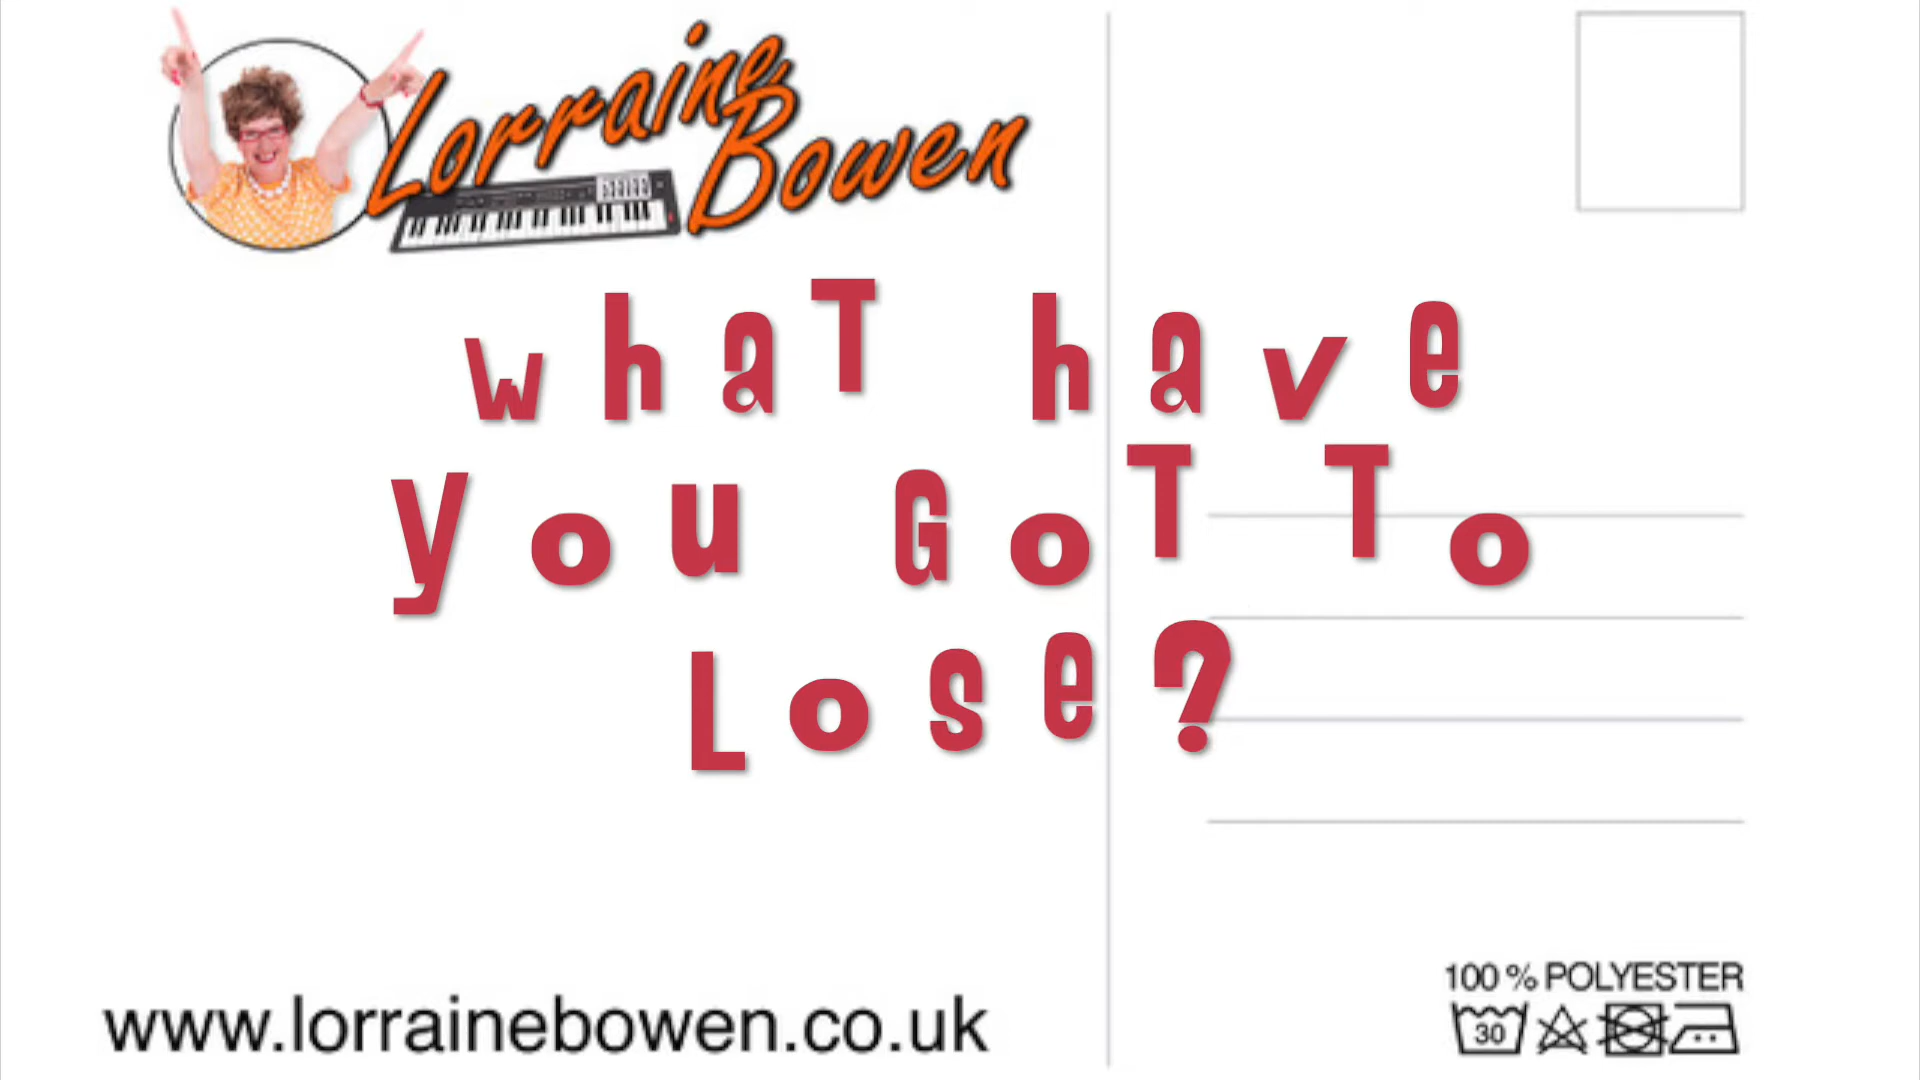 Lorraine
Bowen
whaT have
you GoT To
Lose?
100 % POLYESTER
30
www.lorrainebowen.co.uk